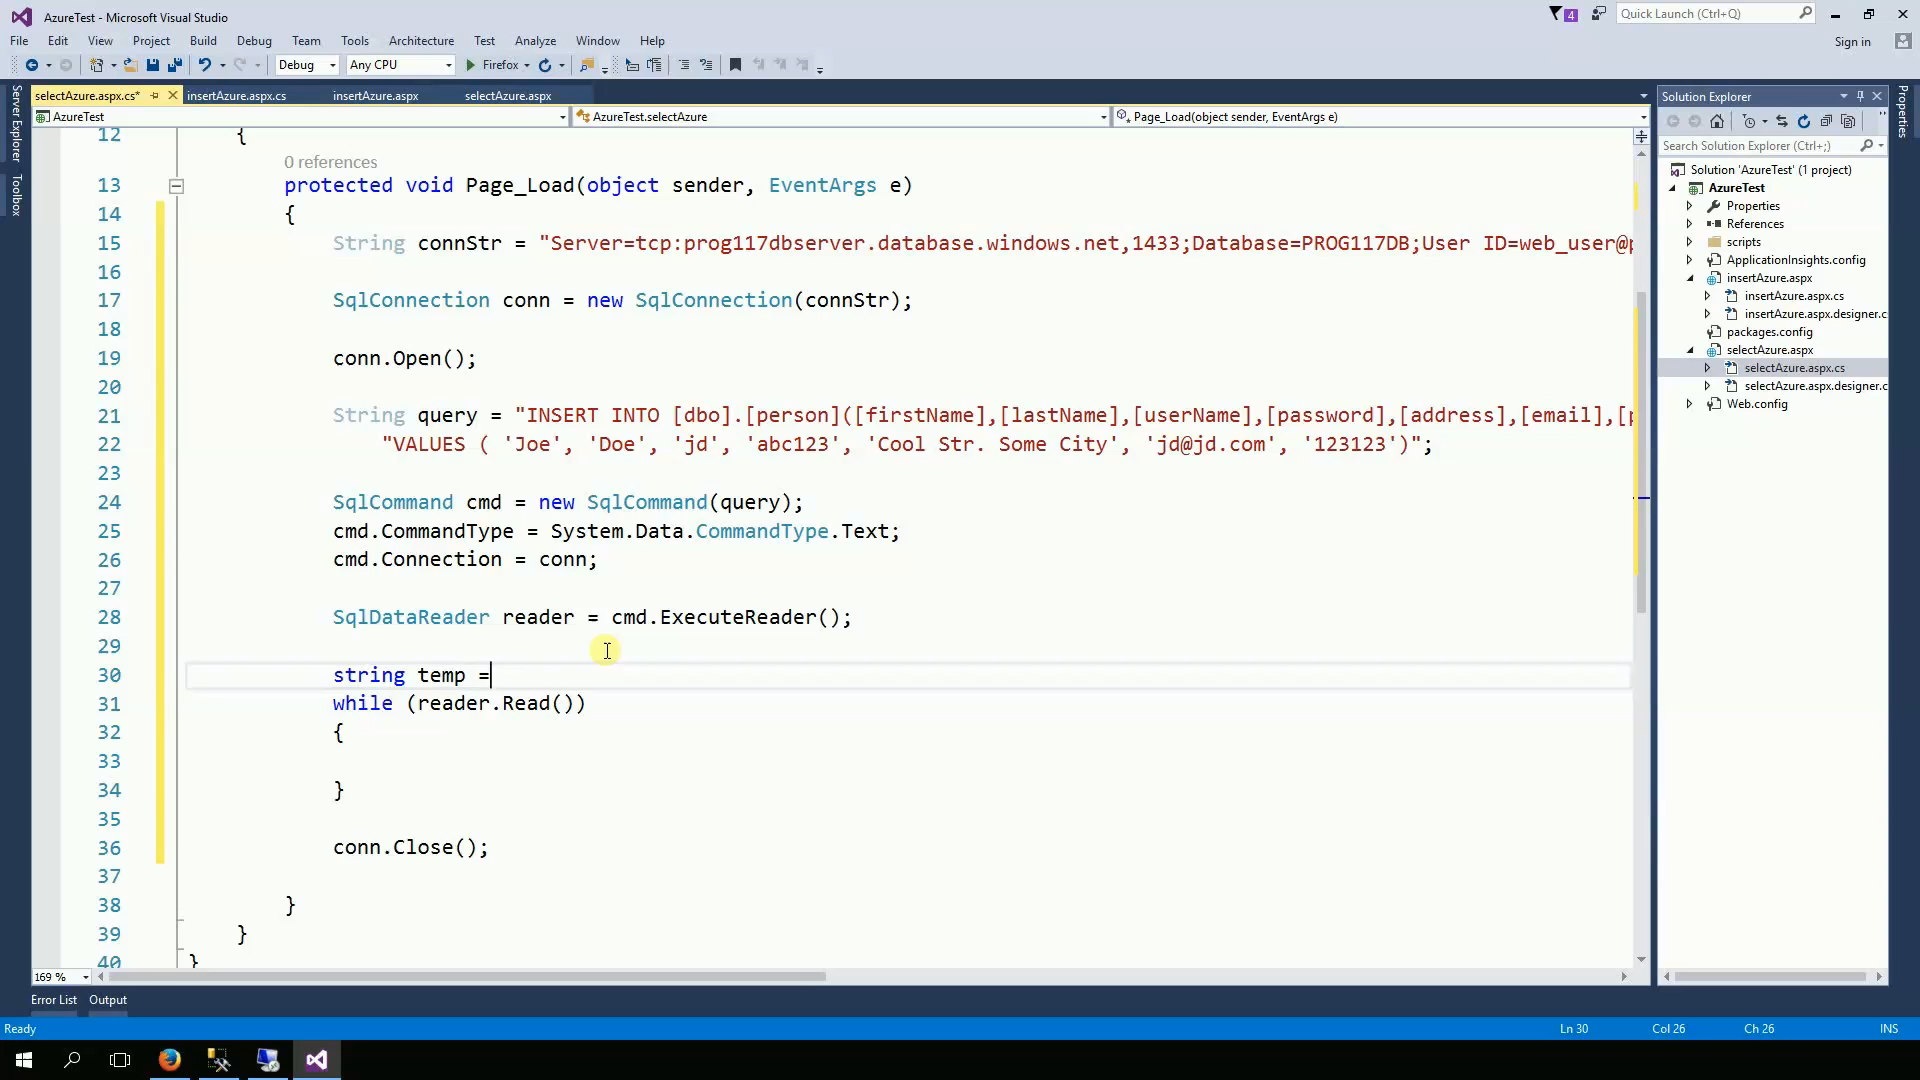 AzureTest - Microsoft Visual Studio
4
Quick Launch (Ctrl+Q)
File Edit View Project Build Debug Team Tools Architecture Test Analyze Window Help
Sign in
Debug Any CPU Firefox
Server Explorer
Toolbox
selectAzure.aspx.cs* insertAzure.aspx.cs insertAzure.aspx selectAzure.aspx
AzureTest AzureTest.selectAzure Page_Load(object sender, EventArgs e)
12 {
0 references
13 protected void Page_Load(object sender, EventArgs e)
14 {
15 String connStr = "Server=tcp:prog117dbserver.database.windows.net,1433;Database=PROG117DB;User ID=web_user@p
16
17 SqlConnection conn = new SqlConnection(connStr);
18
19 conn.Open();
20
21 String query = "INSERT INTO [dbo].[person]([firstName],[lastName],[userName],[password],[address],[email],[p
22 "VALUES ( 'Joe', 'Doe', 'jd', 'abc123', 'Cool Str. Some City', 'jd@jd.com', '123123')";
23
24 SqlCommand cmd = new SqlCommand(query);
25 cmd.CommandType = System.Data.CommandType.Text;
26 cmd.Connection = conn;
27
28 SqlDataReader reader = cmd.ExecuteReader();
29
30 string temp =
31 while (reader.Read())
32 {
33
34 }
35
36 conn.Close();
37
38 }
39 }
40 }
169 %
Error List Output
Ready Ln 30 Col 26 Ch 26 INS
Solution Explorer
Search Solution Explorer (Ctrl+;)
Solution 'AzureTest' (1 project)
AzureTest
Properties
References
scripts
ApplicationInsights.config
insertAzure.aspx
insertAzure.aspx.cs
insertAzure.aspx.designer.c
packages.config
selectAzure.aspx
selectAzure.aspx.cs
selectAzure.aspx.designer.c
Web.config
Properties